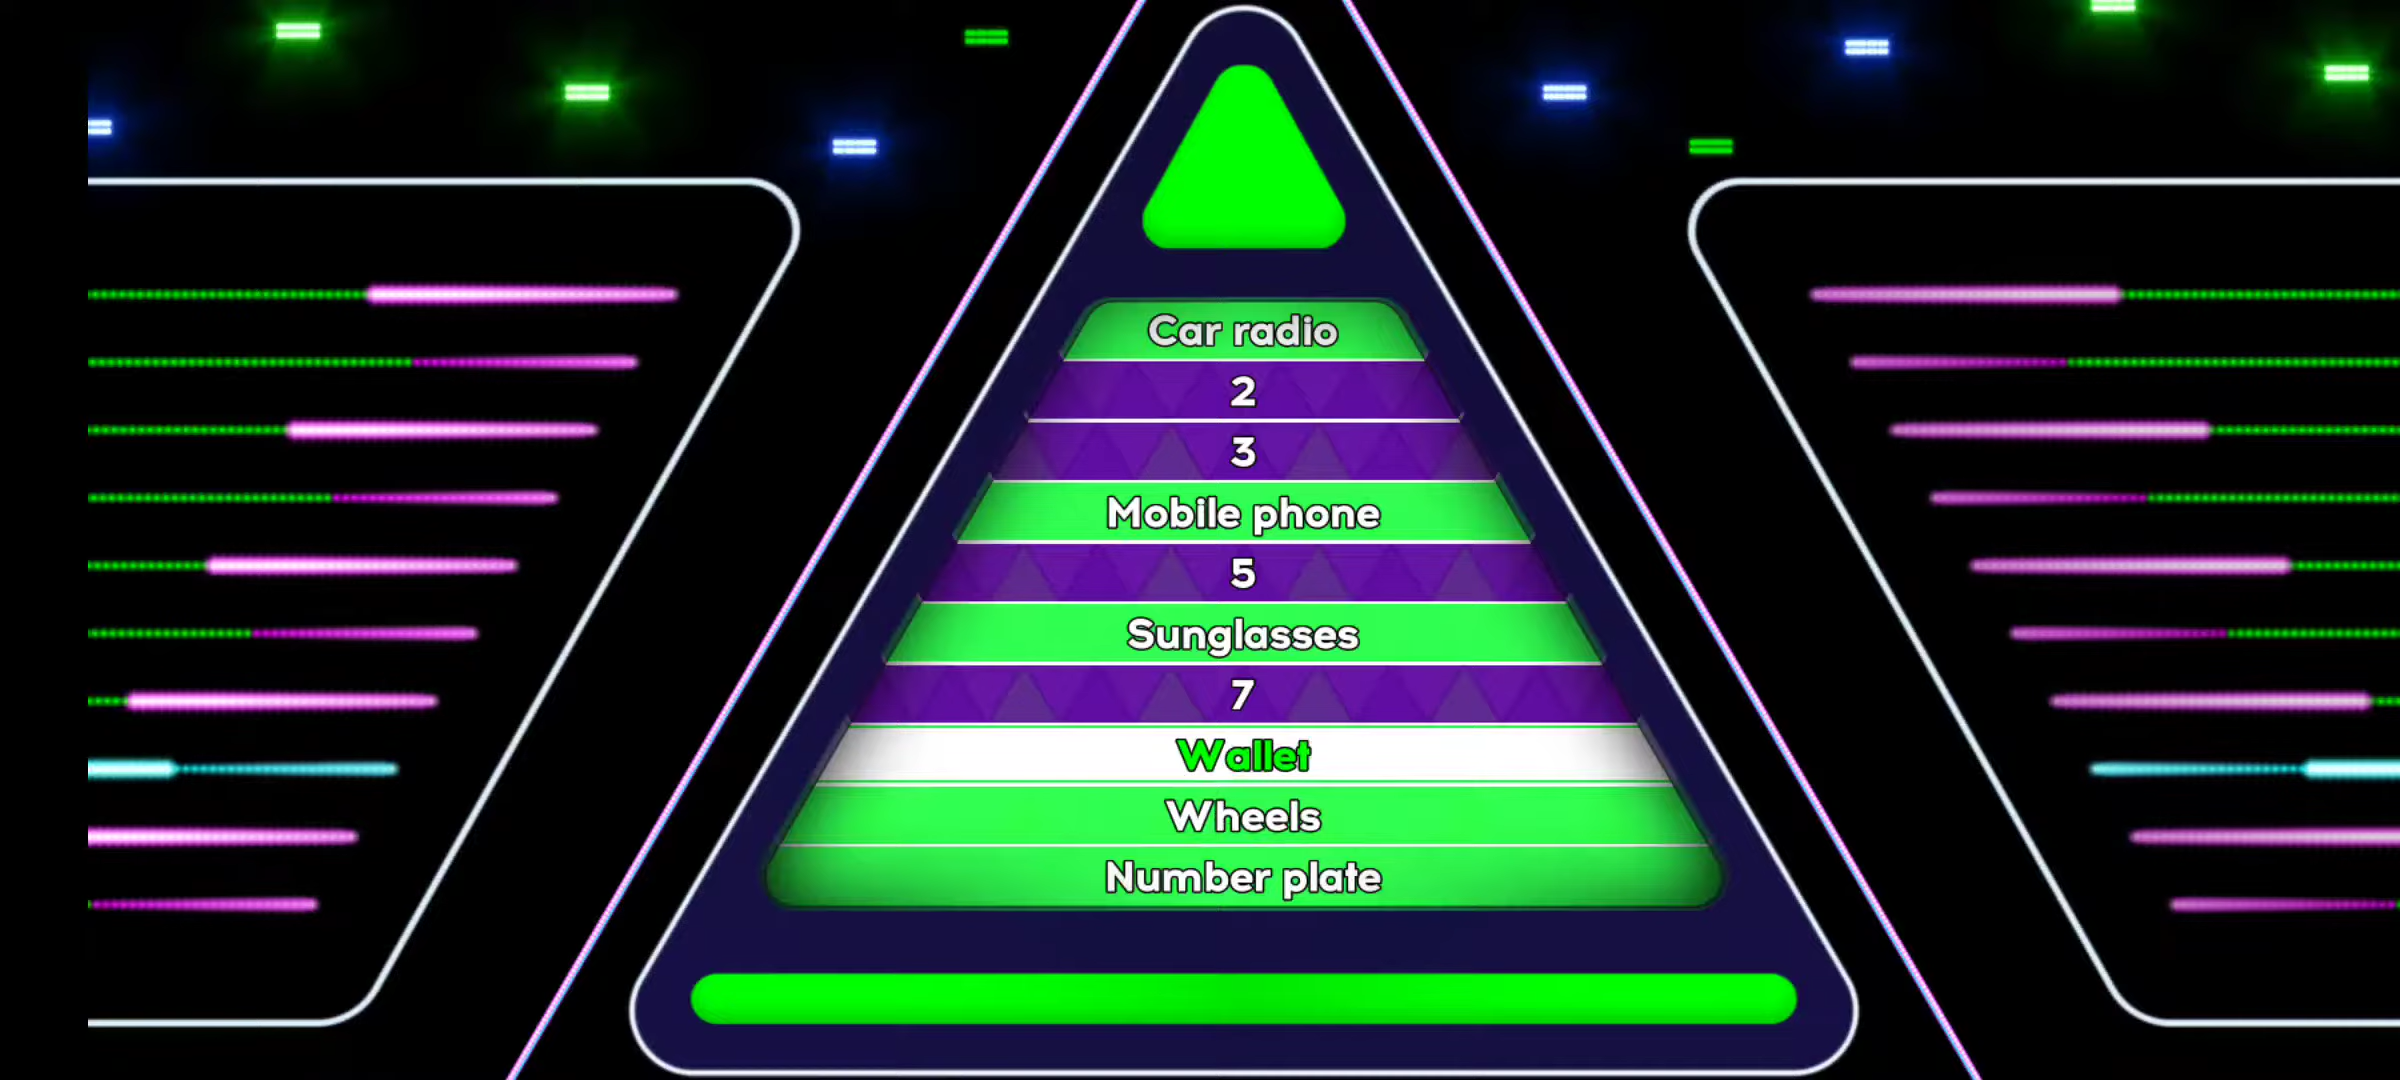 Car radio
2
3
Mobile phone
5
Sunglasses
7
Wallet
Wheels
Number plate